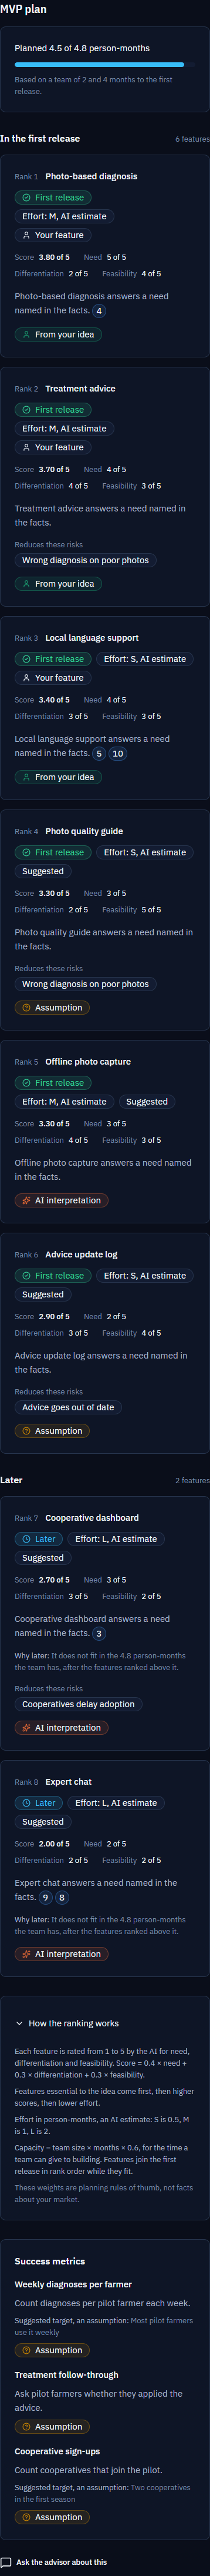 MVP plan
Planned 4.5 of 4.8 person-months
Based on a team of 2 and 4 months to the first
release.
In the first release
6 features
Rank 1 Photo-based diagnosis
First release
Effort: M, AI estimate
Your feature
Score 3.80 of 5 Need 5 of 5
Differentiation 2 of 5 Feasibility 4 of 5
Photo-based diagnosis answers a need
named in the facts. 4
From your idea
Rank 2 Treatment advice
First release
Effort: M, AI estimate
Your feature
Score 3.70 of 5 Need 4 of 5
Differentiation 4 of 5 Feasibility 3 of 5
Treatment advice answers a need named in
the facts.
Reduces these risks
Wrong diagnosis on poor photos
From your idea
Rank 3 Local language support
First release Effort: S, AI estimate
Your feature
Score 3.40 of 5 Need 4 of 5
Differentiation 3 of 5 Feasibility 3 of 5
Local language support answers a need
named in the facts. 5 10
From your idea
Rank 4 Photo quality guide
First release Effort: S, AI estimate
Suggested
Score 3.30 of 5 Need 3 of 5
Differentiation 2 of 5 Feasibility 5 of 5
Photo quality guide answers a need named in
the facts.
Reduces these risks
Wrong diagnosis on poor photos
Assumption
Rank 5 Offline photo capture
First release
Effort: M, AI estimate Suggested
Score 3.30 of 5 Need 3 of 5
Differentiation 4 of 5 Feasibility 3 of 5
Offline photo capture answers a need named
in the facts.
AI interpretation
Rank 6 Advice update log
First release Effort: S, AI estimate
Suggested
Score 2.90 of 5 Need 2 of 5
Differentiation 3 of 5 Feasibility 4 of 5
Advice update log answers a need named in
the facts.
Reduces these risks
Advice goes out of date
Assumption
Later
2 features
Rank 7 Cooperative dashboard
Later Effort: L, AI estimate
Suggested
Score 2.70 of 5 Need 3 of 5
Differentiation 3 of 5 Feasibility 2 of 5
Cooperative dashboard answers a need
named in the facts. 3
Why later: It does not fit in the 4.8 person-months
the team has, after the features ranked above it.
Reduces these risks
Cooperatives delay adoption
AI interpretation
Rank 8 Expert chat
Later Effort: L, AI estimate
Suggested
Score 2.00 of 5 Need 2 of 5
Differentiation 2 of 5 Feasibility 2 of 5
Expert chat answers a need named in the
facts. 9 8
Why later: It does not fit in the 4.8 person-months
the team has, after the features ranked above it.
AI interpretation
How the ranking works
Each feature is rated from 1 to 5 by the AI for need,
differentiation and feasibility. Score = 0.4 × need +
0.3 × differentiation + 0.3 × feasibility.
Features essential to the idea come first, then higher
scores, then lower effort.
Effort in person-months, an AI estimate: S is 0.5, M
is 1, L is 2.
Capacity = team size × months × 0.6, for the time a
team can give to building. Features join the first
release in rank order while they fit.
These weights are planning rules of thumb, not facts
about your market.
Success metrics
Weekly diagnoses per farmer
Count diagnoses per pilot farmer each week.
Suggested target, an assumption: Most pilot farmers
use it weekly
Assumption
Treatment follow-through
Ask pilot farmers whether they applied the
advice.
Assumption
Cooperative sign-ups
Count cooperatives that join the pilot.
Suggested target, an assumption: Two cooperatives
in the first season
Assumption
Ask the advisor about this